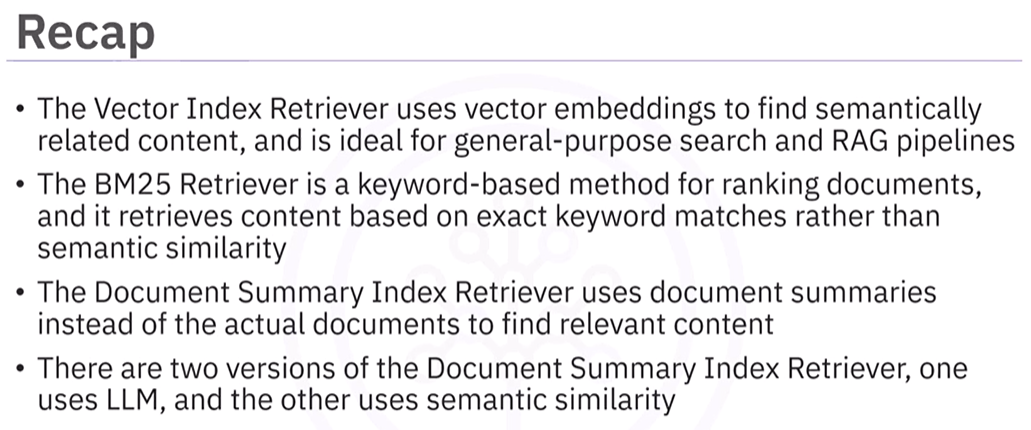 Recap
• The Vector Index Retriever uses vector embeddings to find semantically
related content, and is ideal for general-purpose search and RAG pipelines
• The BM25 Retriever is a keyword-based method for ranking documents,
and it retrieves content based on exact keyword matches rather than
semantic similarity
• The Document Summary Index Retriever uses document summaries
instead of the actual documents to find relevant content
• There are two versions of the Document Summary Index Retriever, one
uses LLM, and the other uses semantic similarity